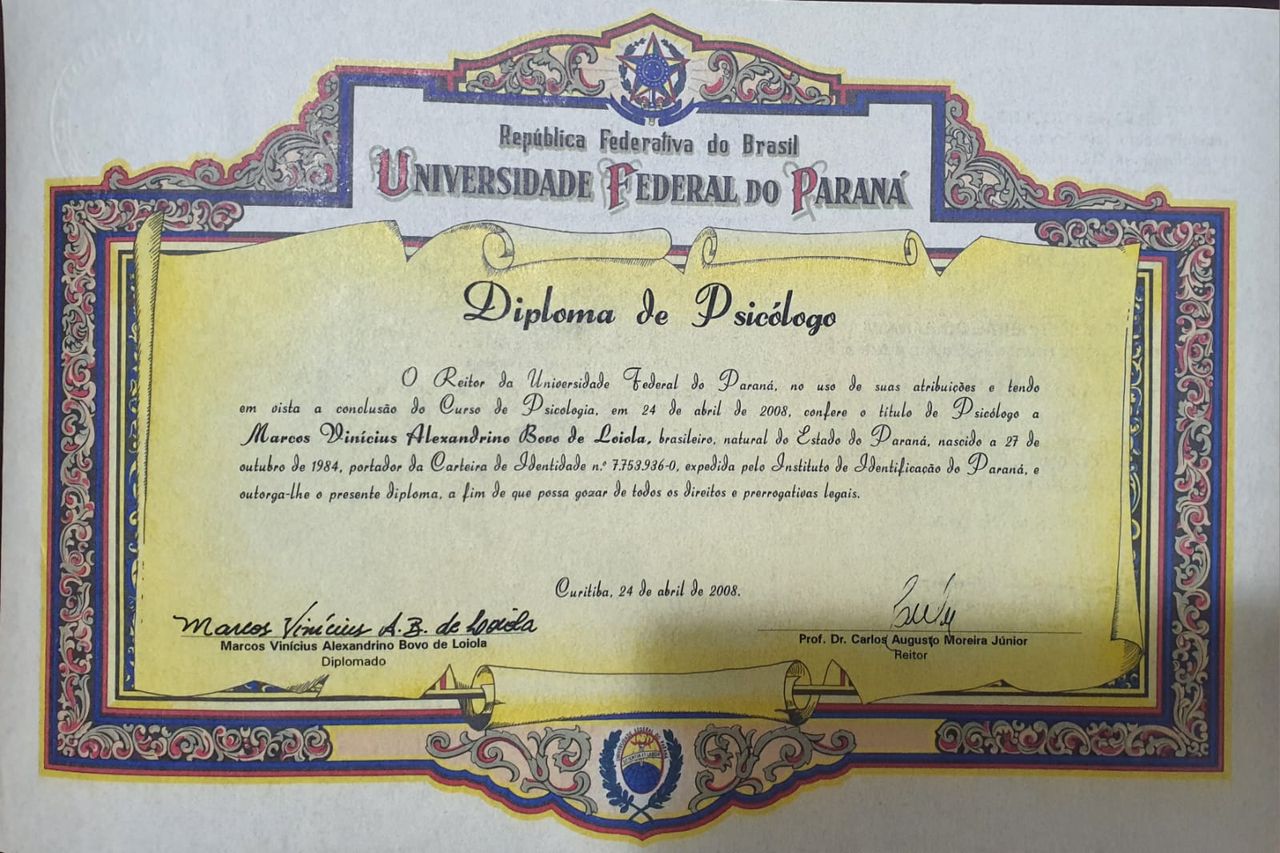 República Federativa do Brasil
UNIVERSIDADE FEDERAL DO PARANÁ
Diploma de Psicólogo
O Reitor da Universidade Federal do Paraná, no uso de suas atribuições e tendo
em vista a conclusão do Curso de Psicologia, em 24 de abril de 2008, confere o título de Psicólogo a
Marcos Vinícius Alexandrino Bovo de Loiola, brasileiro, natural do Estado do Paraná, nascido a 27 de
outubro de 1984, portador da Carteira de Identidade n.º 7.753.936-0, expedida pelo Instituto de Identificação do Paraná, e
outorga-lhe o presente diploma, a fim de que possa gozar de todos os direitos e prerrogativas legais.
Curitiba, 24 de abril de 2008.
Marcos Vinícius A. B. de Loiola
Marcos Vinícius Alexandrino Bovo de Loiola
Diplomado
Prof. Dr. Carlos Augusto Moreira Júnior
Reitor